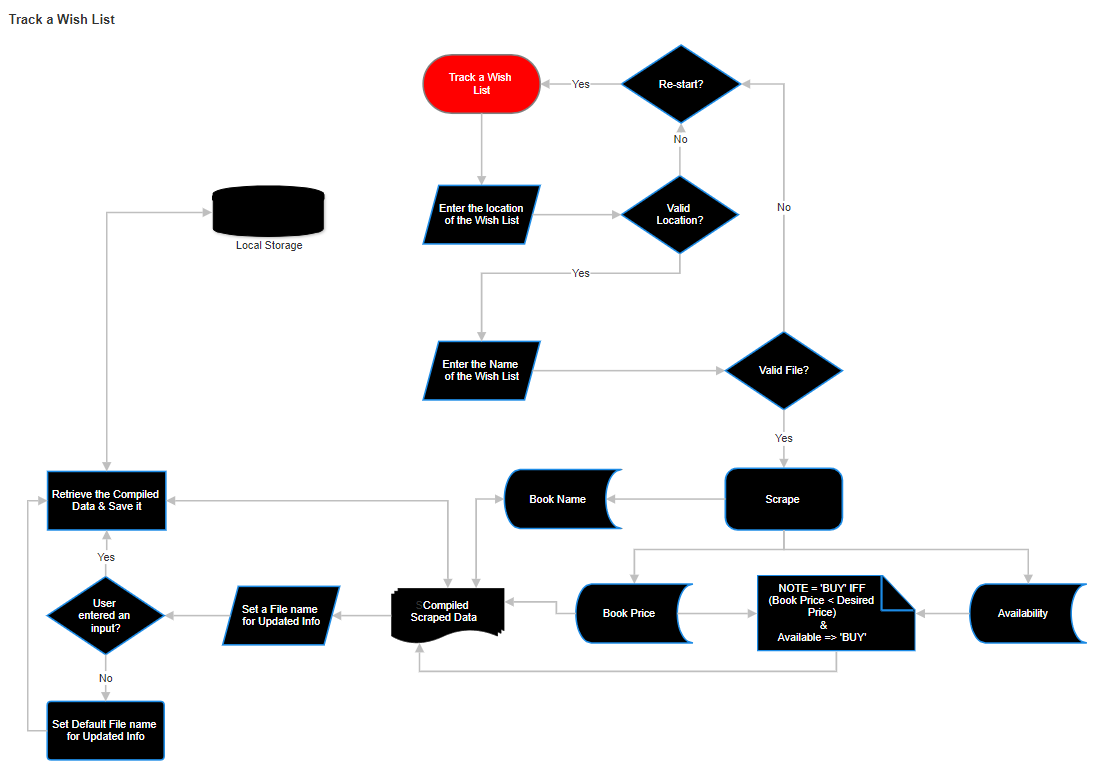 Track a Wish List
Track a Wish
List
Yes
Re-start?
No
Enter the location
of the Wish List
Valid
Location?
No
Local Storage
Yes
Enter the Name
of the Wish List
Valid File?
Yes
Retrieve the Compiled
Data & Save it
Book Name
Scrape
Yes
User
entered an
input?
Set a File name
for Updated Info
SCompiled
Scraped Data
Book Price
NOTE = 'BUY' IFF
(Book Price < Desired
Price)
&
Available => 'BUY'
Availability
No
Set Default File name
for Updated Info